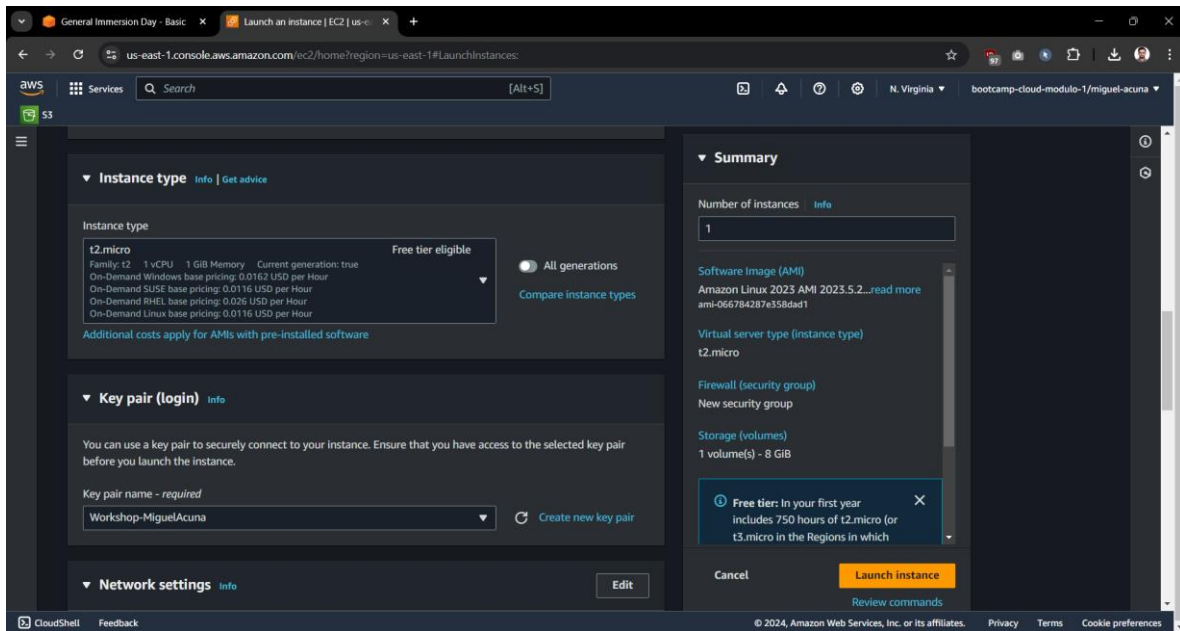 General Immersion Day - Basic
Launch an instance | EC2 | us-e
us-east-1.console.aws.amazon.com/ec2/home?region=us-east-1#LaunchInstances:
97
aws
Services
Search
[Alt+S]
N. Virginia
bootcamp-cloud-modulo-1/miguel-acuna
S3
Instance type Info | Get advice
Instance type
t2.micro Free tier eligible
Family: t2 1 vCPU 1 GiB Memory Current generation: true
On-Demand Windows base pricing: 0.0162 USD per Hour
On-Demand SUSE base pricing: 0.0116 USD per Hour
On-Demand RHEL base pricing: 0.026 USD per Hour
On-Demand Linux base pricing: 0.0116 USD per Hour
All generations
Compare instance types
Additional costs apply for AMIs with pre-installed software
Key pair (login) Info
You can use a key pair to securely connect to your instance. Ensure that you have access to the selected key pair
before you launch the instance.
Key pair name - required
Workshop-MiguelAcuna
Create new key pair
Network settings Info
Edit
Summary
Number of instances Info
1
Software Image (AMI)
Amazon Linux 2023 AMI 2023.5.2...read more
ami-066784287e358dad1
Virtual server type (instance type)
t2.micro
Firewall (security group)
New security group
Storage (volumes)
1 volume(s) - 8 GiB
Free tier: In your first year
includes 750 hours of t2.micro (or
t3.micro in the Regions in which
Cancel
Launch instance
Review commands
CloudShell
Feedback
© 2024, Amazon Web Services, Inc. or its affiliates.
Privacy
Terms
Cookie preferences